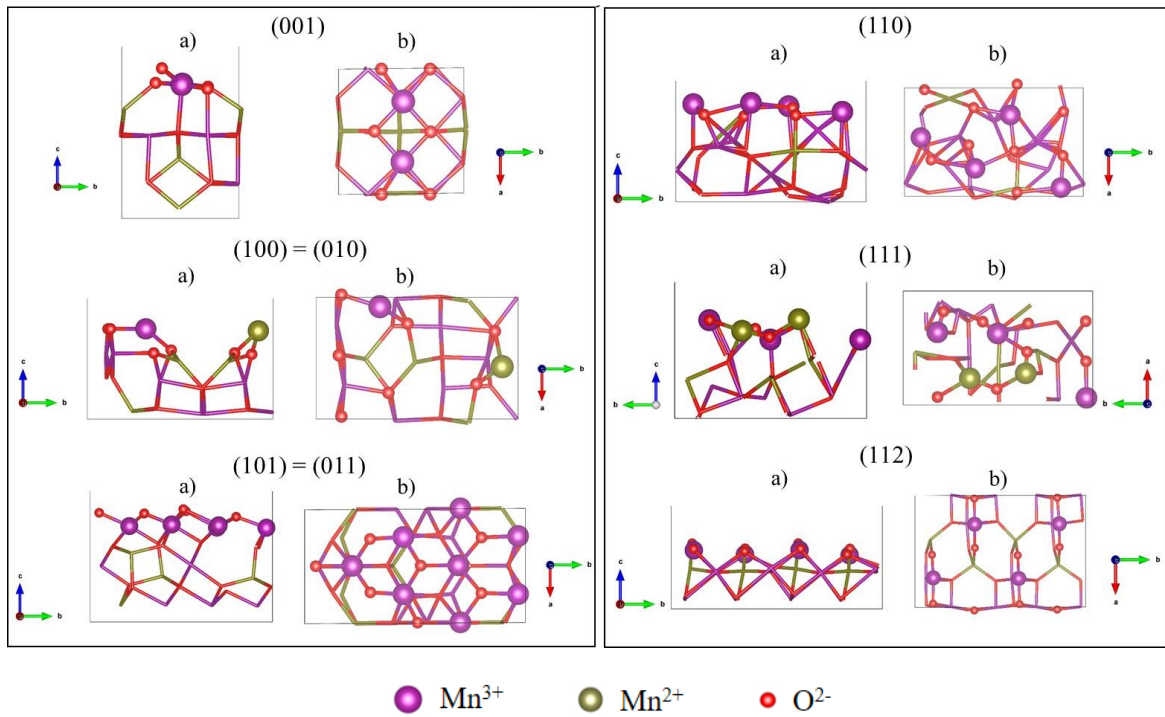 (001)
a) b)
c
b
b
a
(100) = (010)
a) b)
c
b
b
a
(101) = (011)
a) b)
c
b
b
a
(110)
a) b)
c
b
b
a
(111)
a) b)
c
b
a
b
(112)
a) b)
c
b
b
a
Mn³⁺ Mn²⁺ O²⁻